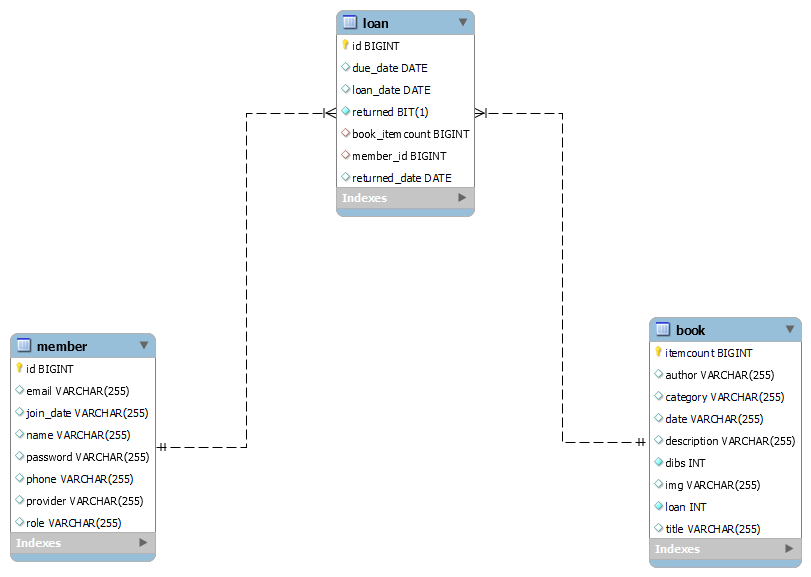 loan
id BIGINT
due_date DATE
loan_date DATE
returned BIT(1)
book_itemcount BIGINT
member_id BIGINT
returned_date DATE
Indexes
member
id BIGINT
email VARCHAR(255)
join_date VARCHAR(255)
name VARCHAR(255)
password VARCHAR(255)
phone VARCHAR(255)
provider VARCHAR(255)
role VARCHAR(255)
Indexes
book
itemcount BIGINT
author VARCHAR(255)
category VARCHAR(255)
date VARCHAR(255)
description VARCHAR(255)
dibs INT
img VARCHAR(255)
loan INT
title VARCHAR(255)
Indexes